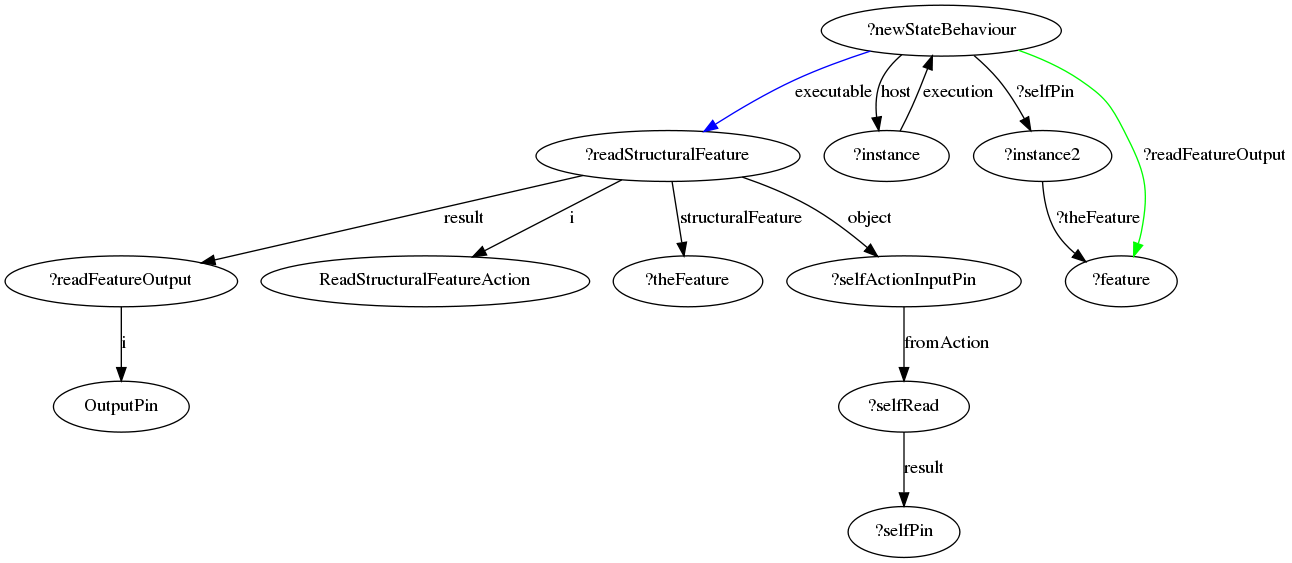 ?newStateBehaviour
executable
host
execution
?selfPin
?readStructuralFeature
?instance
?instance2
?readFeatureOutput
result
i
structuralFeature
object
?theFeature
?readFeatureOutput
ReadStructuralFeatureAction
?theFeature
?selfActionInputPin
?feature
i
fromAction
OutputPin
?selfRead
result
?selfPin